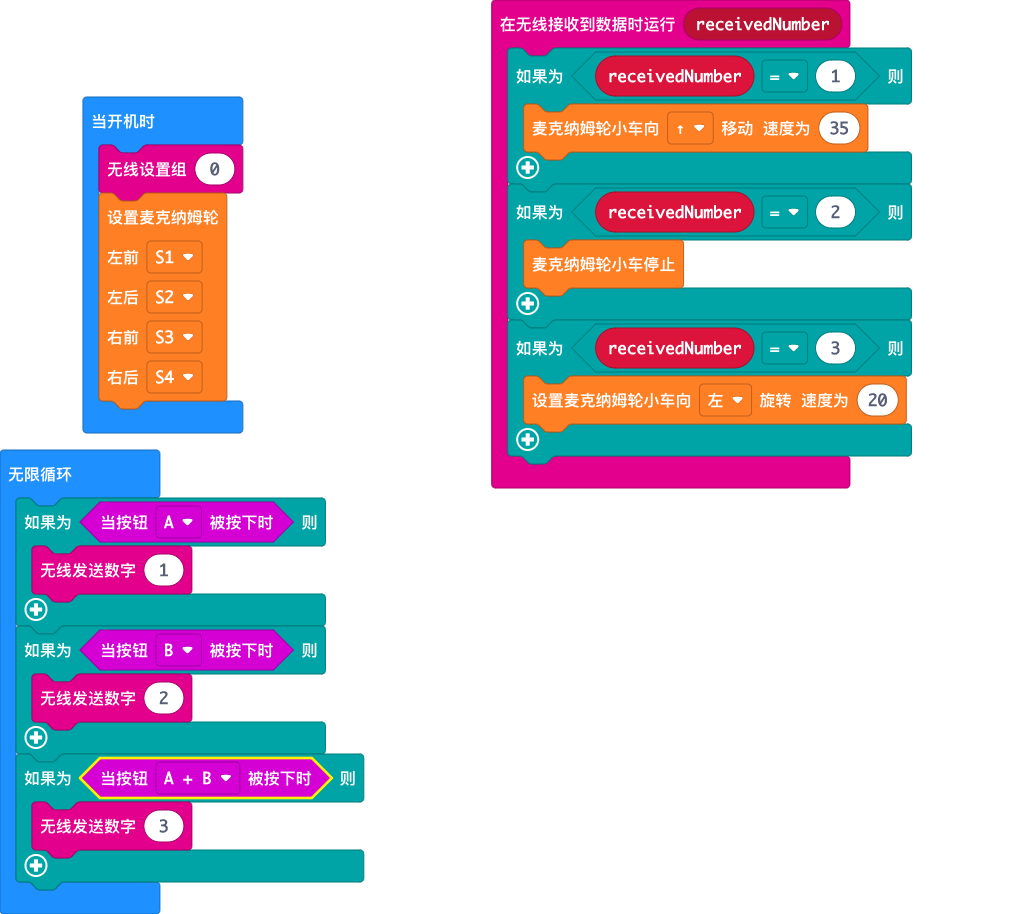 当开机时
无线设置组 0
设置麦克纳姆轮
左前 S1
左后 S2
右前 S3
右后 S4
无限循环
如果为 当按钮 A 被按下时 则
无线发送数字 1
如果为 当按钮 B 被按下时 则
无线发送数字 2
如果为 当按钮 A + B 被按下时 则
无线发送数字 3
在无线接收到数据时运行 receivedNumber
如果为 receivedNumber = 1 则
麦克纳姆轮小车向 ↑ 移动 速度为 35
如果为 receivedNumber = 2 则
麦克纳姆轮小车停止
如果为 receivedNumber = 3 则
设置麦克纳姆轮小车向 左 旋转 速度为 20